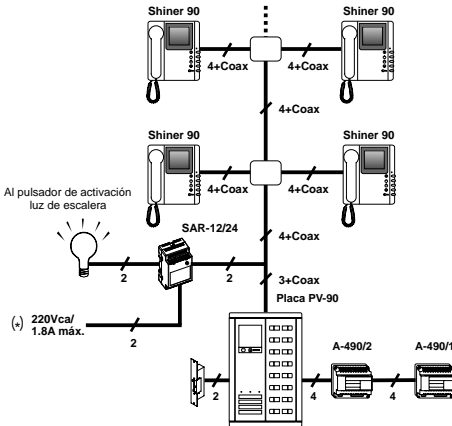 Shiner 90
Shiner 90
4+Coax
4+Coax
4+Coax
Shiner 90
Shiner 90
4+Coax
4+Coax
Al pulsador de activación
luz de escalera
SAR-12/24
4+Coax
2
2
3+Coax
Placa PV-90
(*) 220Vca/
1.8A máx.
2
A-490/2
A-490/1
2
4
4